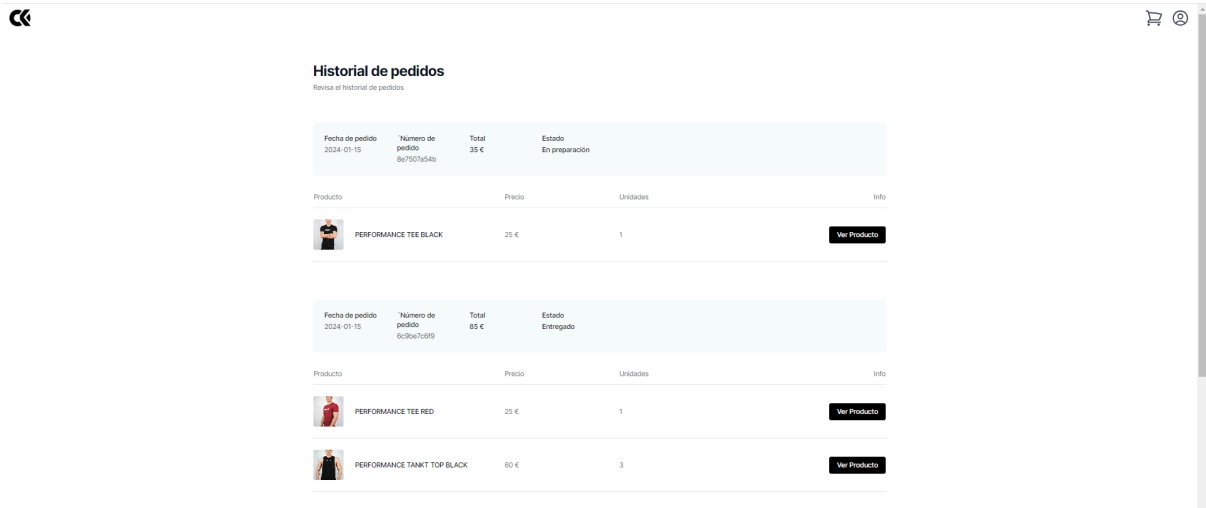 CK
Historial de pedidos
Revisa el historial de pedidos
Fecha de pedido
2024-01-15
`Número de
pedido
8e7507a54b
Total
35 €
Estado
En preparación
Producto Precio Unidades Info
PERFORMANCE TEE BLACK 25 € 1 Ver Producto
Fecha de pedido
2024-01-15
`Número de
pedido
6c9be7c6f9
Total
85 €
Estado
Entregado
Producto Precio Unidades Info
PERFORMANCE TEE RED 25 € 1 Ver Producto
PERFORMANCE TANKT TOP BLACK 60 € 3 Ver Producto